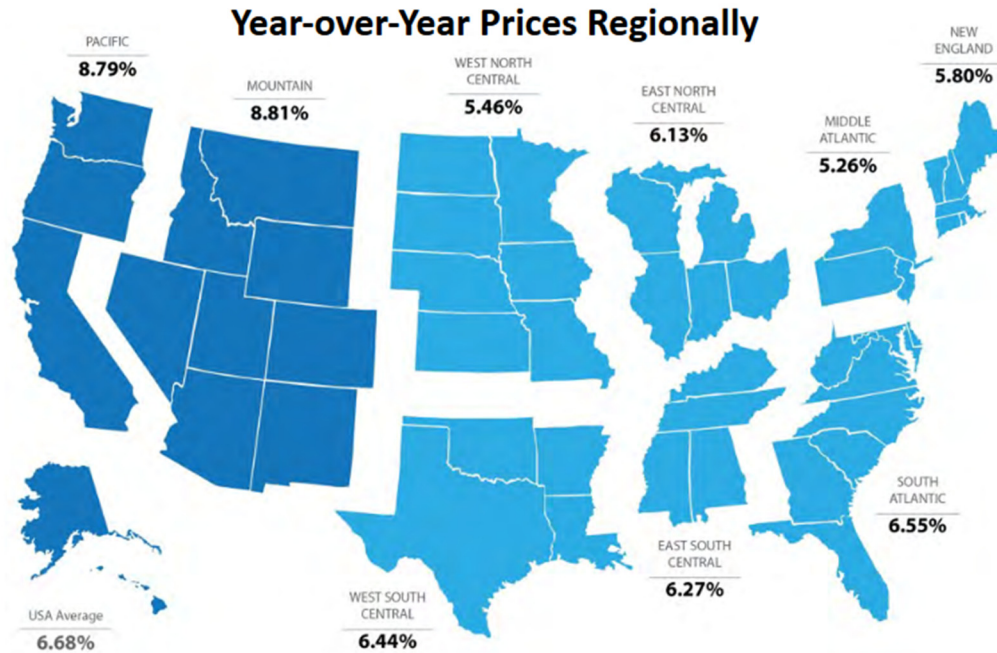 Year-over-Year Prices Regionally
PACIFIC
8.79%
MOUNTAIN
8.81%
WEST NORTH
CENTRAL
5.46%
EAST NORTH
CENTRAL
6.13%
MIDDLE
ATLANTIC
5.26%
NEW
ENGLAND
5.80%
SOUTH
ATLANTIC
6.55%
EAST SOUTH
CENTRAL
6.27%
WEST SOUTH
CENTRAL
6.44%
USA Average
6.68%